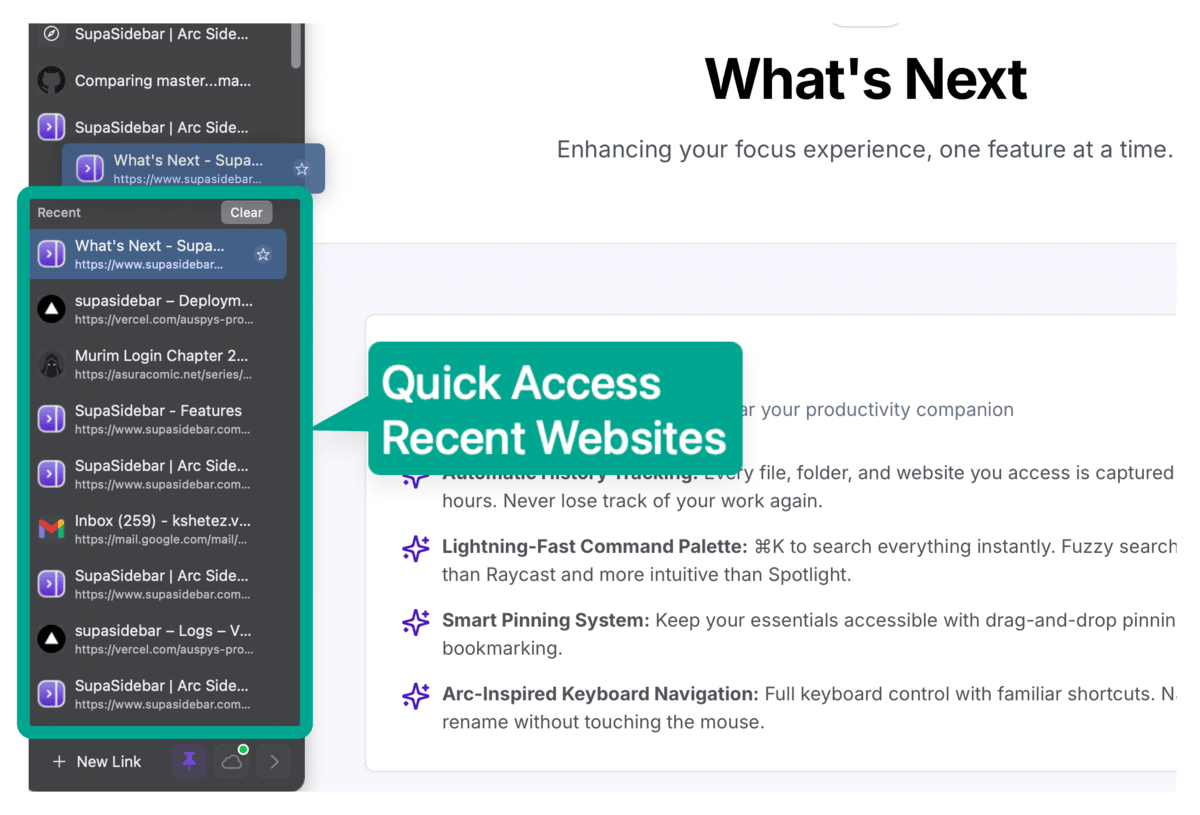 SupaSidebar | Arc Side...
Comparing master...ma...
SupaSidebar | Arc Side...
What's Next - Supa...
https://www.supasidebar...
Recent
Clear
What's Next - Supa...
https://www.supasidebar...
supasidebar – Deploym...
https://vercel.com/auspys-pro...
Murim Login Chapter 2...
https://asuracomic.net/series/...
SupaSidebar - Features
https://www.supasidebar.com...
SupaSidebar | Arc Side...
https://www.supasidebar.com...
Inbox (259) - kshetez.v...
https://mail.google.com/mail/...
SupaSidebar | Arc Side...
https://www.supasidebar.com...
supasidebar – Logs – V...
https://vercel.com/auspys-pro...
SupaSidebar | Arc Side...
https://www.supasidebar.com...
+ New Link
What's Next
Enhancing your focus experience, one feature at a time.
Quick Access
Recent Websites
ar your productivity companion
Automatic History Tracking: Every file, folder, and website you access is captured
hours. Never lose track of your work again.
Lightning-Fast Command Palette: ⌘K to search everything instantly. Fuzzy search
than Raycast and more intuitive than Spotlight.
Smart Pinning System: Keep your essentials accessible with drag-and-drop pinnin
bookmarking.
Arc-Inspired Keyboard Navigation: Full keyboard control with familiar shortcuts. Na
rename without touching the mouse.